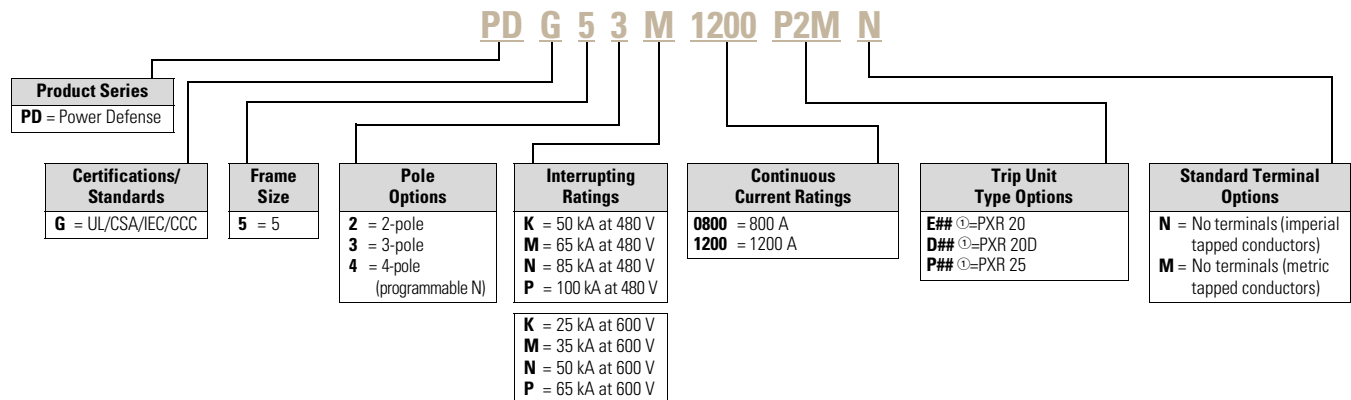 PD G 5 3 M 1200 P2M N
Product Series
PD = Power Defense
Certifications/
Standards
G = UL/CSA/IEC/CCC
Frame
Size
5 = 5
Pole
Options
2 = 2-pole
3 = 3-pole
4 = 4-pole
(programmable N)
Interrupting
Ratings
K = 50 kA at 480 V
M = 65 kA at 480 V
N = 85 kA at 480 V
P = 100 kA at 480 V
K = 25 kA at 600 V
M = 35 kA at 600 V
N = 50 kA at 600 V
P = 65 kA at 600 V
Continuous
Current Ratings
0800 = 800 A
1200 = 1200 A
Trip Unit
Type Options
E## ①=PXR 20
D## ①=PXR 20D
P## ①=PXR 25
Standard Terminal
Options
N = No terminals (imperial
tapped conductors)
M = No terminals (metric
tapped conductors)